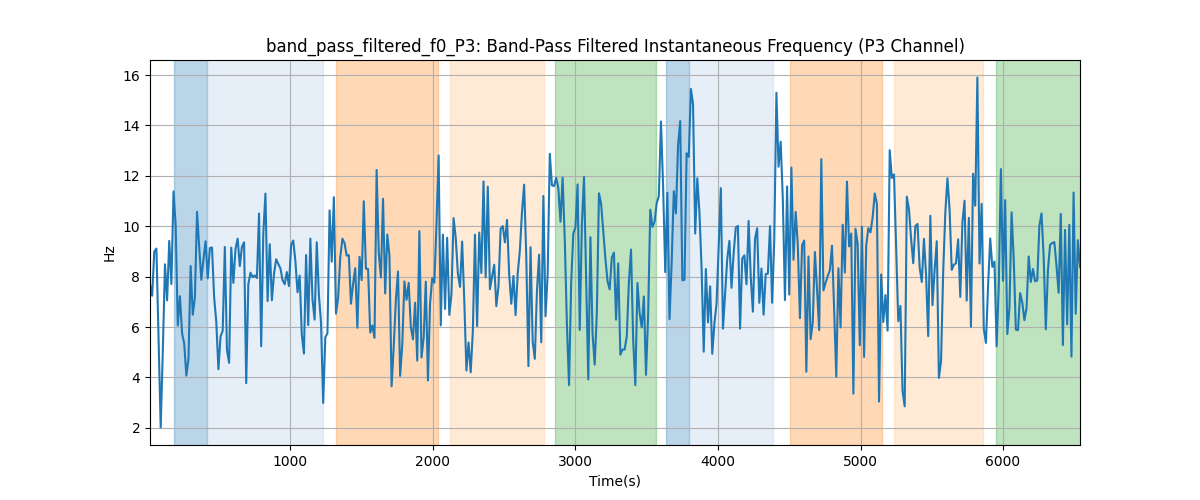 band_pass_filtered_f0_P3: Band-Pass Filtered Instantaneous Frequency (P3 Channel)
16
14
12
10
8
6
4
2
Hz
1000 2000 3000 4000 5000 6000
Time(s)